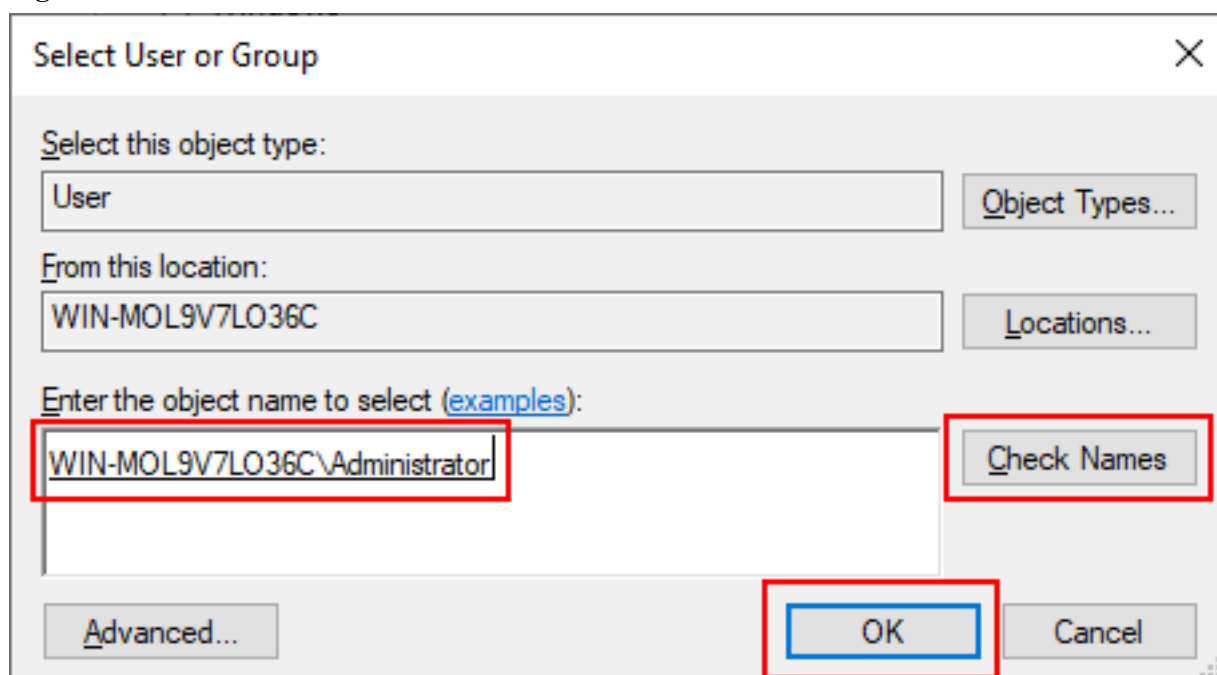 Select User or Group
Select this object type:
User
Object Types...
From this location:
WIN-MOL9V7LO36C
Locations...
Enter the object name to select (examples):
WIN-MOL9V7LO36C\Administrator
Check Names
Advanced...
OK
Cancel